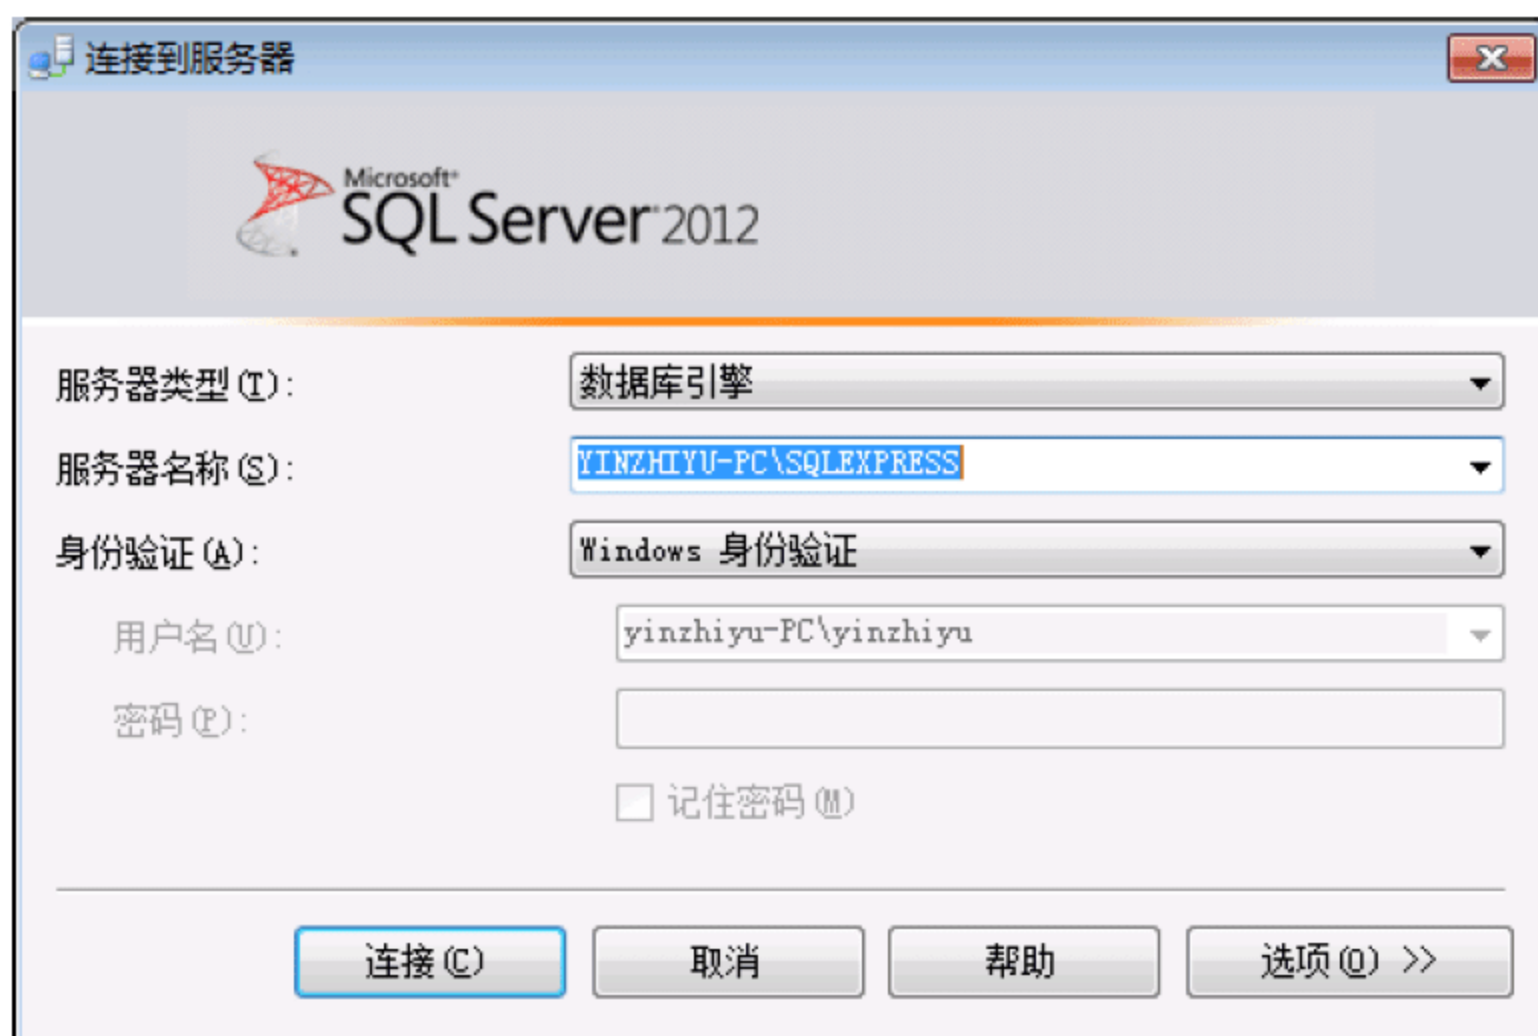 连接到服务器
Microsoft®
SQL Server 2012
服务器类型(T):
数据库引擎
服务器名称(S):
YINZHIYU-PC\SQLEXPRESS
身份验证(A):
Windows 身份验证
用户名(U):
yinzhiyu-PC\yinzhiyu
密码(P):
记住密码(M)
连接(C)
取消
帮助
选项(O) >>